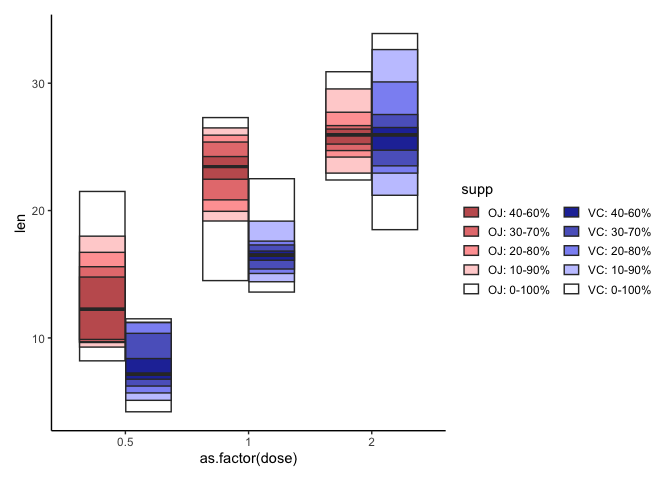 30
20
10
len
0.5 1 2
as.factor(dose)
supp
OJ: 40-60% VC: 40-60%
OJ: 30-70% VC: 30-70%
OJ: 20-80% VC: 20-80%
OJ: 10-90% VC: 10-90%
OJ: 0-100% VC: 0-100%